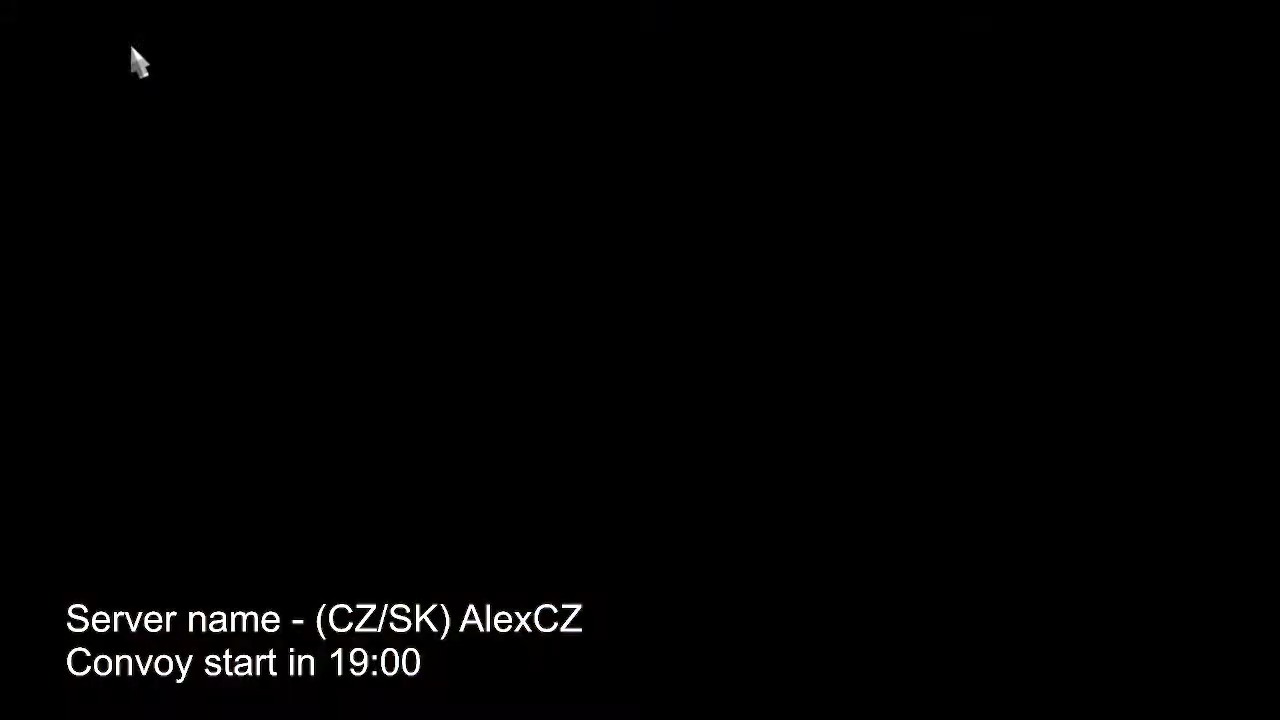 Server name - (CZ/SK) AlexCZ
Convoy start in 19:00